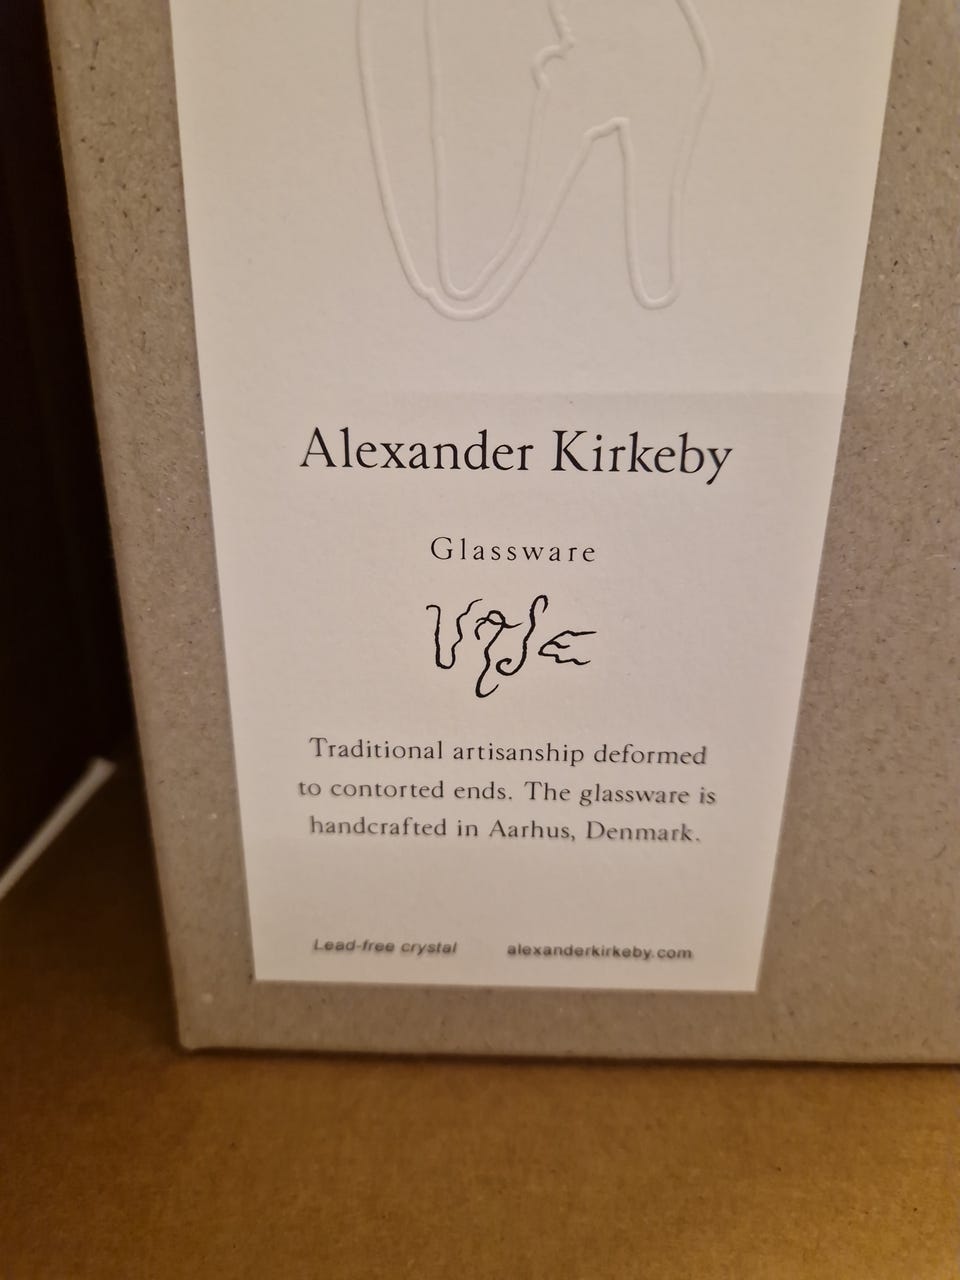 Alexander Kirkeby
Glassware
Vase
Traditional artisanship deformed
to contorted ends. The glassware is
handcrafted in Aarhus, Denmark.
Lead-free crystal alexanderkirkeby.com